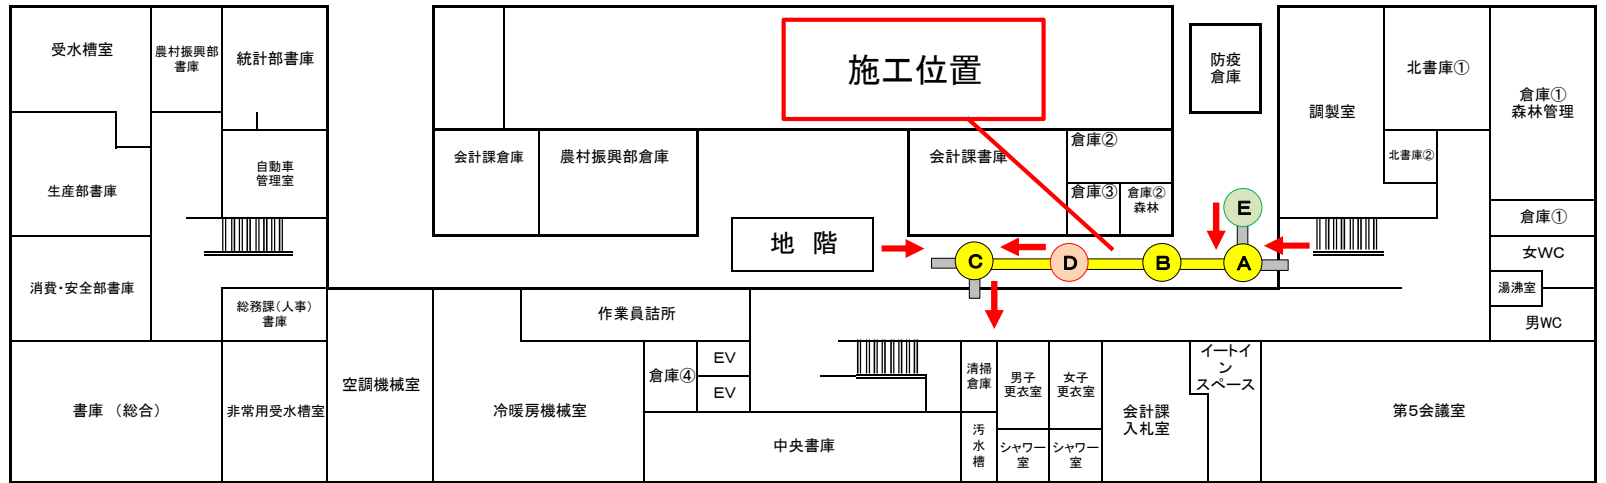 受水槽室
農村振興部
書庫
統計部書庫
施工位置
防疫
倉庫
北書庫①
倉庫①
森林管理
調製室
会計課倉庫
農村振興部倉庫
会計課書庫
倉庫②
北書庫②
自動車
管理室
生産部書庫
倉庫③
倉庫②
森林
E
倉庫①
地 階
C
D
B
A
女WC
消費・安全部書庫
湯沸室
総務課(人事)
書庫
作業員詰所
男WC
空調機械室
倉庫④
EV
EV
清掃
倉庫
男子
更衣室
女子
更衣室
イートイ
ン
スペース
書庫 (総合)
非常用受水槽室
冷暖房機械室
会計課
入札室
第5会議室
中央書庫
汚
水
槽
シャワー
室
シャワー
室